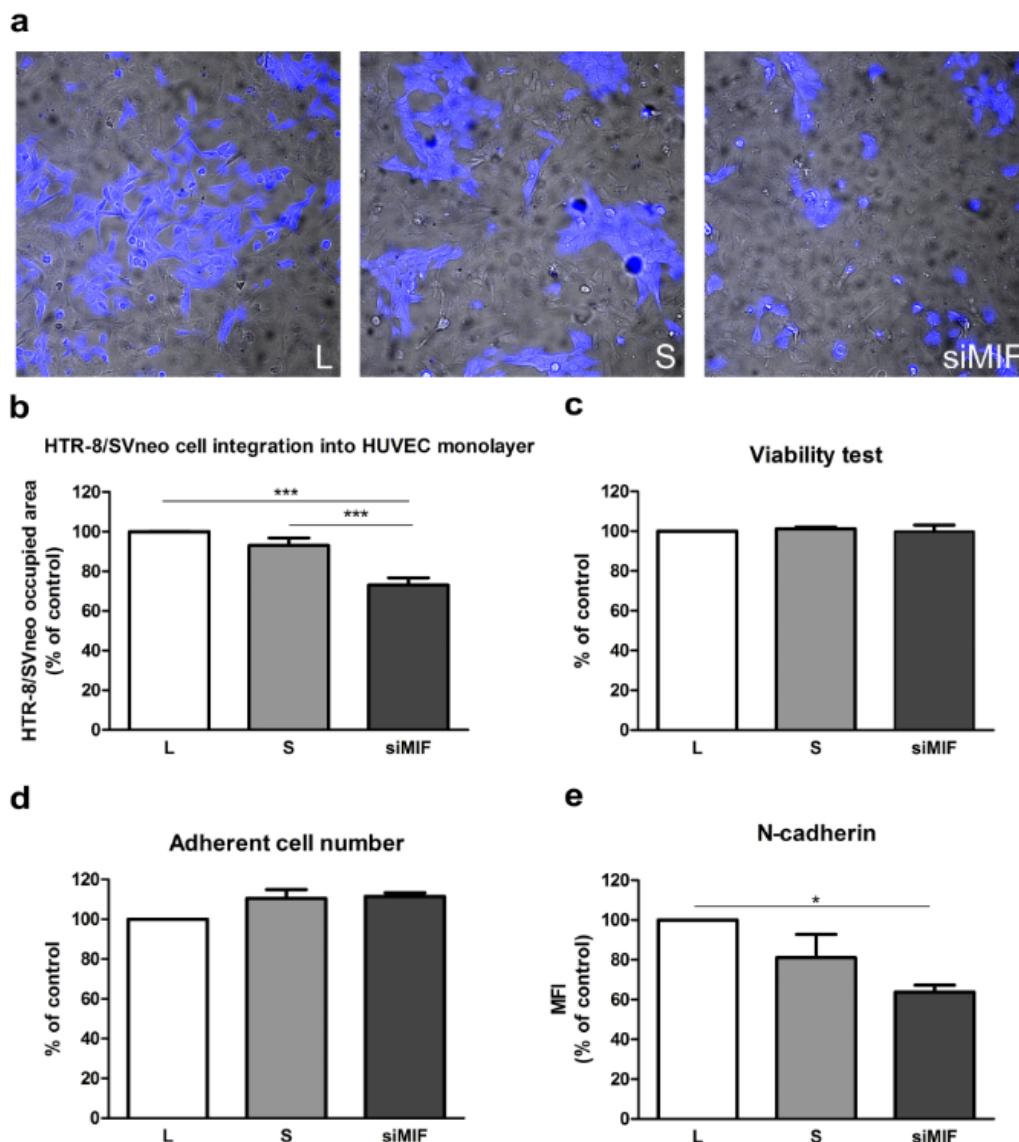 a
L
S
siMIF
b
HTR-8/SVneo cell integration into HUVEC monolayer
HTR-8/SVneo occupied area
(% of control)
120
100
80
60
40
20
0
***
***
L
S
siMIF
c
Viability test
% of control
120
100
80
60
40
20
0
L
S
siMIF
d
Adherent cell number
% of control
120
100
80
60
40
20
0
L
S
siMIF
e
N-cadherin
MFI
(% of control)
120
100
80
60
40
20
0
*
L
S
siMIF